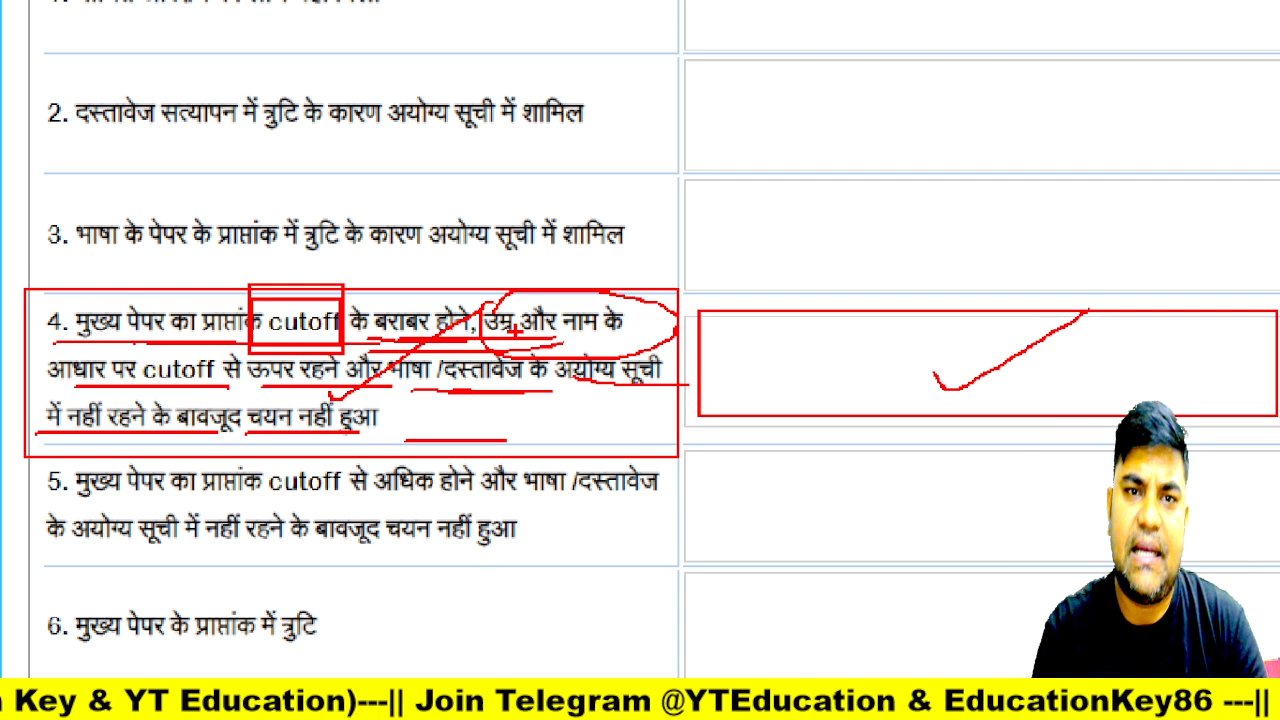 2. दस्तावेज सत्यापन में त्रुटि के कारण अयोग्य सूची में शामिल
3. भाषा के पेपर के प्राप्तांक में त्रुटि के कारण अयोग्य सूची में शामिल
4. मुख्य पेपर का प्राप्तांक cutoff के बराबर होने, उम्र और नाम के
आधार पर cutoff से ऊपर रहने और भाषा /दस्तावेज के अयोग्य सूची
में नहीं रहने के बावजूद चयन नहीं हुआ
5. मुख्य पेपर का प्राप्तांक cutoff से अधिक होने और भाषा /दस्तावेज
के अयोग्य सूची में नहीं रहने के बावजूद चयन नहीं हुआ
6. मुख्य पेपर के प्राप्तांक में त्रुटि
Key & YT Education)---|| Join Telegram @YTEducation & EducationKey86 ---||